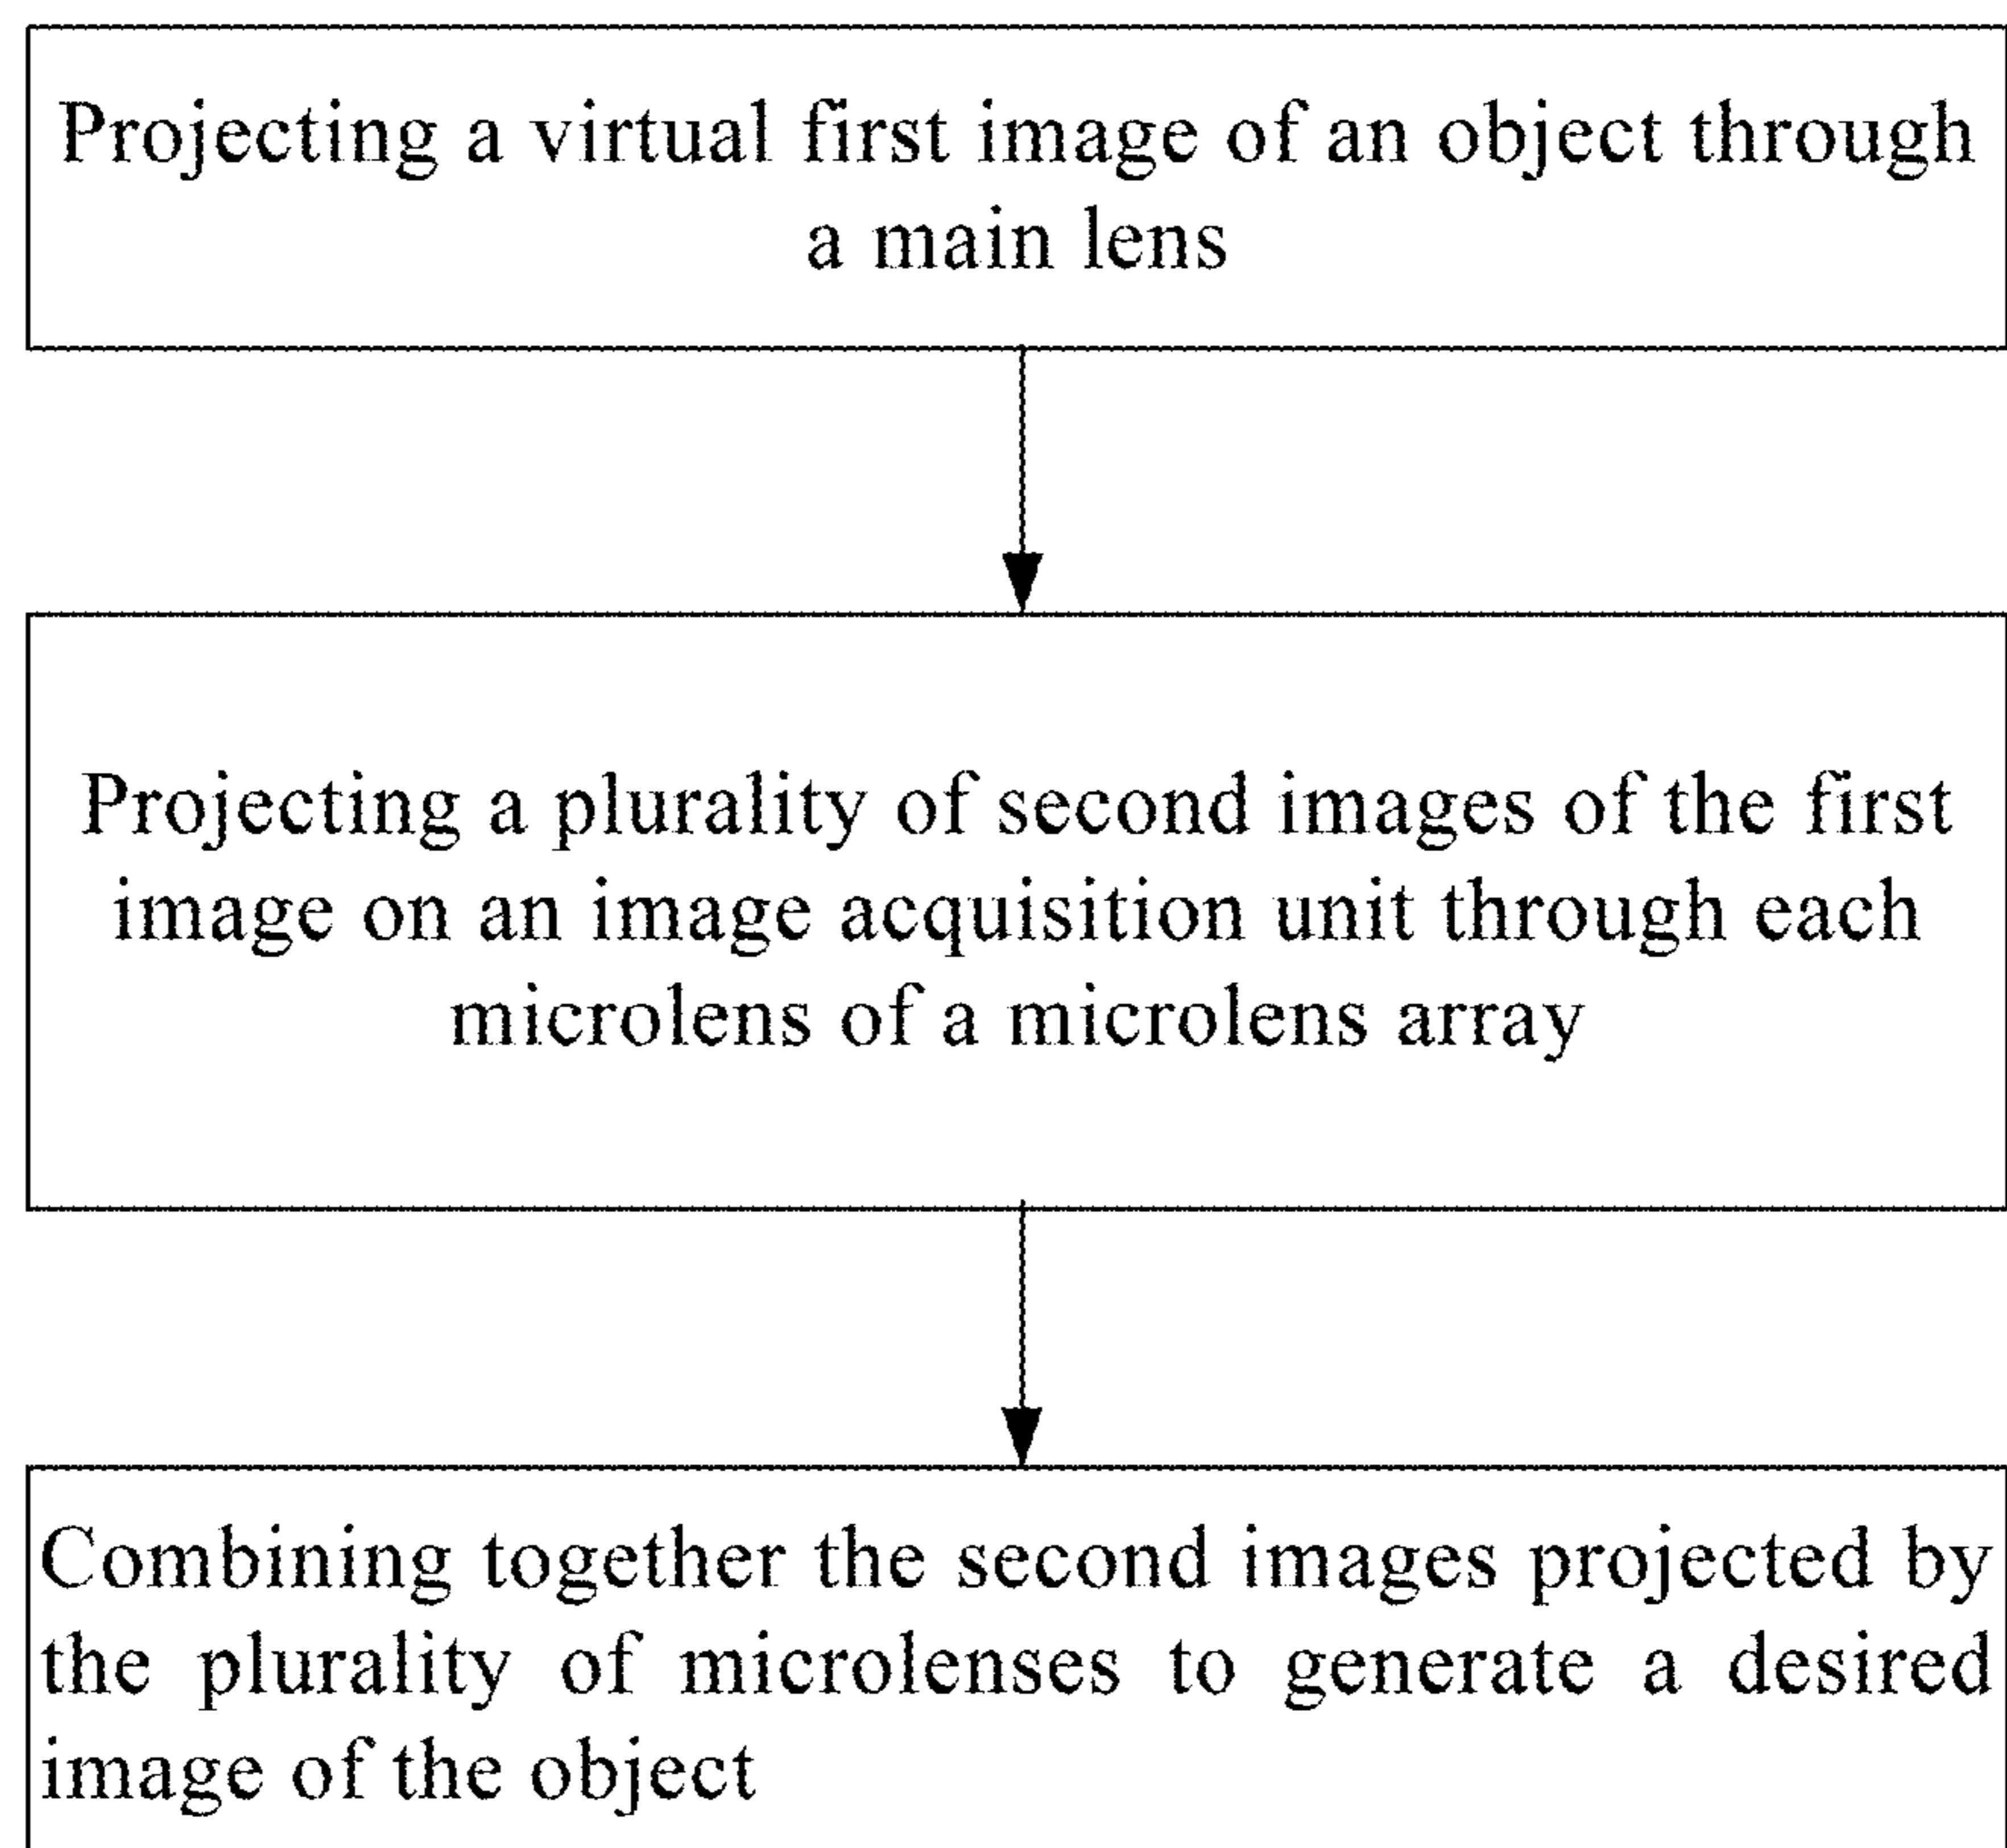 Projecting a virtual first image of an object through
a main lens
Projecting a plurality of second images of the first
image on an image acquisition unit through each
microlens of a microlens array
Combining together the second images projected by
the plurality of microlenses to generate a desired
image of the object